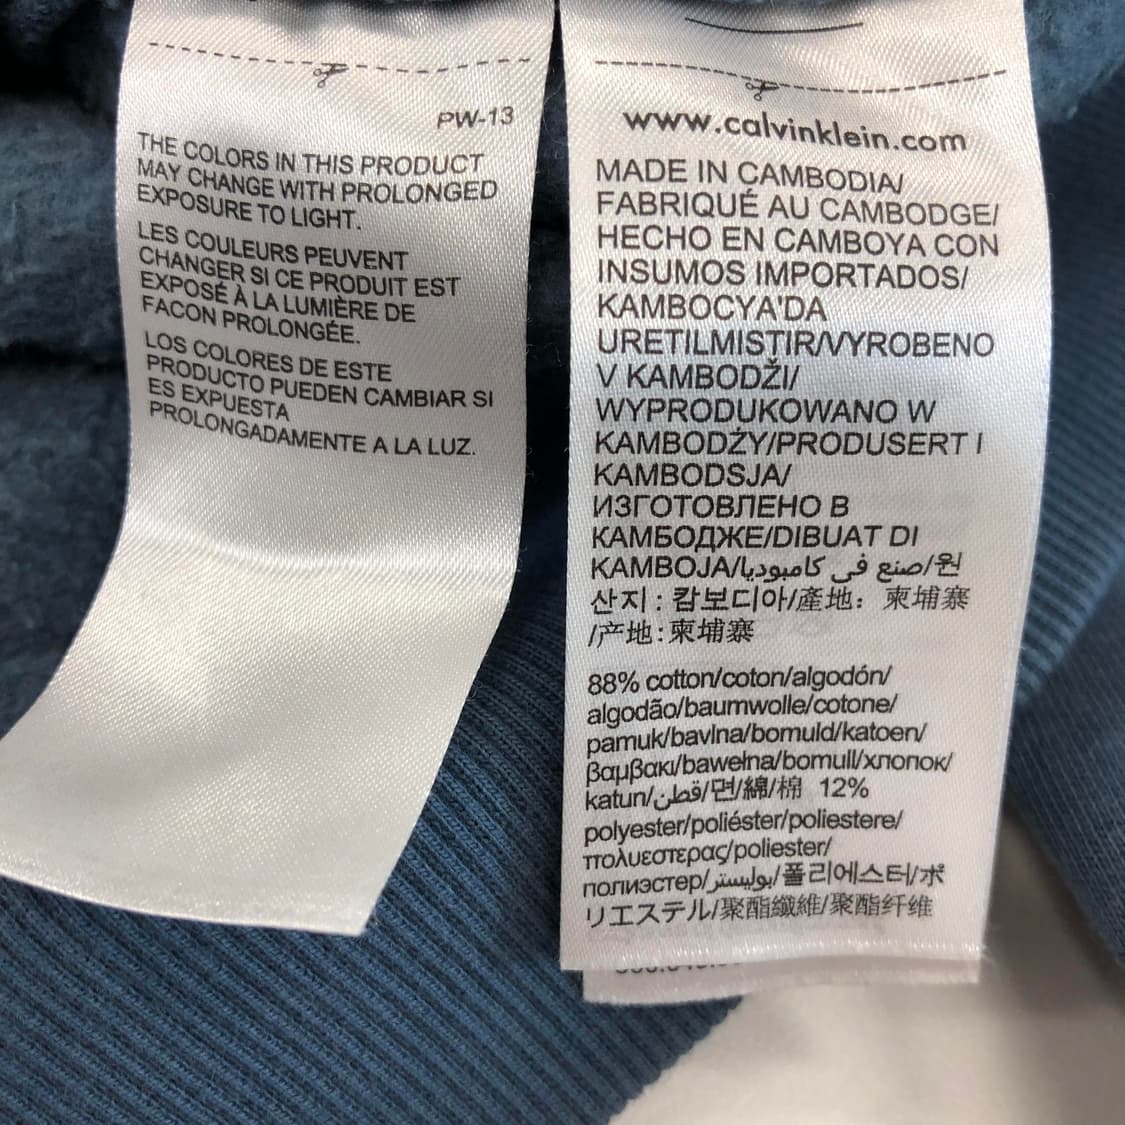 PW-13
THE COLORS IN THIS PRODUCT
MAY CHANGE WITH PROLONGED
EXPOSURE TO LIGHT.
LES COULEURS PEUVENT
CHANGER SI CE PRODUIT EST
EXPOSÉ À LA LUMIÈRE DE
FACON PROLONGÉE.
LOS COLORES DE ESTE
PRODUCTO PUEDEN CAMBIAR SI
ES EXPUESTA
PROLONGADAMENTE A LA LUZ.
www.calvinklein.com
MADE IN CAMBODIA/
FABRIQUÉ AU CAMBODGE/
HECHO EN CAMBOYA CON
INSUMOS IMPORTADOS/
KAMBOCYA'DA
URETILMISTIR/VYROBENO
V KAMBODŽI/
WYPRODUKOWANO W
KAMBODŻY/PRODUSERT I
KAMBODSJA/
ИЗГОТОВЛЕНО В
КАМБОДЖЕ/DIBUAT DI
KAMBOJA/صنع في كامبوديا/원
산지: 캄보디아/產地: 柬埔寨
/产地:柬埔寨
88% cotton/coton/algodón/
algodão/baumwolle/cotone/
pamuk/bavlna/bomuld/katoen/
βαμβακι/bawełna/bomull/хлопок/
katun/قطن/면/綿/棉 12%
polyester/poliéster/poliestere/
πολυεστερας/poliester/
полиэстер/بوليستر/폴리에스터/ポ
リエステル/聚酯纖維/聚酯纤维